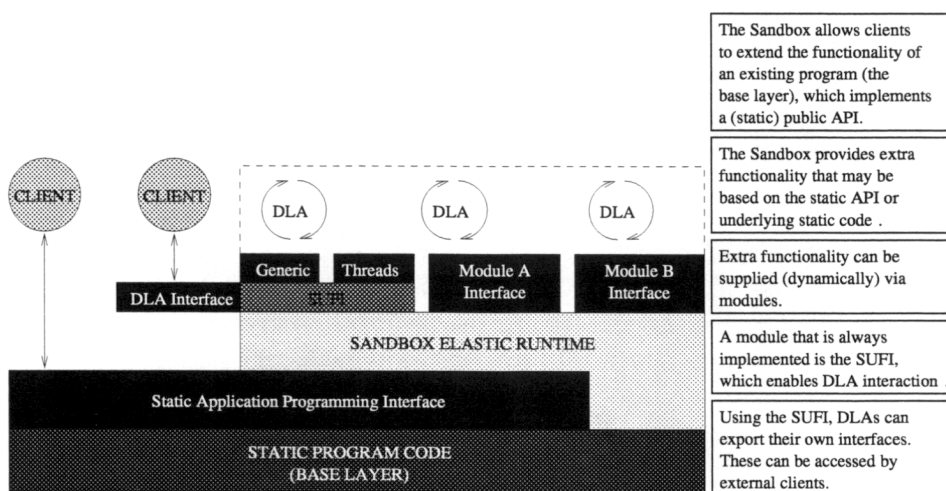 The Sandbox allows clients
to extend the functionality of
an existing program (the
base layer), which implements
a (static) public API.
The Sandbox provides extra
functionality that may be
based on the static API or
underlying static code .
Extra functionality can be
supplied (dynamically) via
modules.
A module that is always
implemented is the SUFI,
which enables DLA interaction .
Using the SUFI, DLAs can
export their own interfaces.
These can be accessed by
external clients.
CLIENT
CLIENT
DLA
DLA
DLA
Generic
Threads
Module A
Interface
Module B
Interface
DLA Interface
SUFI
SANDBOX ELASTIC RUNTIME
Static Application Programming Interface
STATIC PROGRAM CODE
(BASE LAYER)